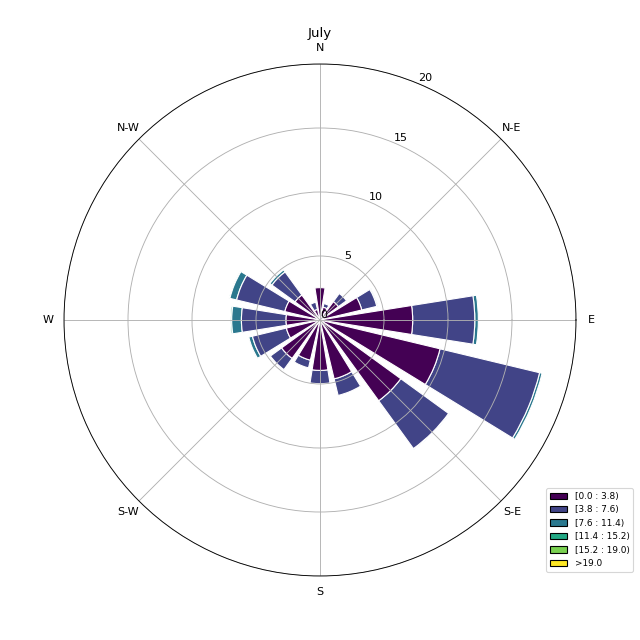 July
N
N-W
N-E
20
15
10
5
0
W
E
S-W
S-E
S
[0.0 : 3.8)
[3.8 : 7.6)
[7.6 : 11.4)
[11.4 : 15.2)
[15.2 : 19.0)
>19.0